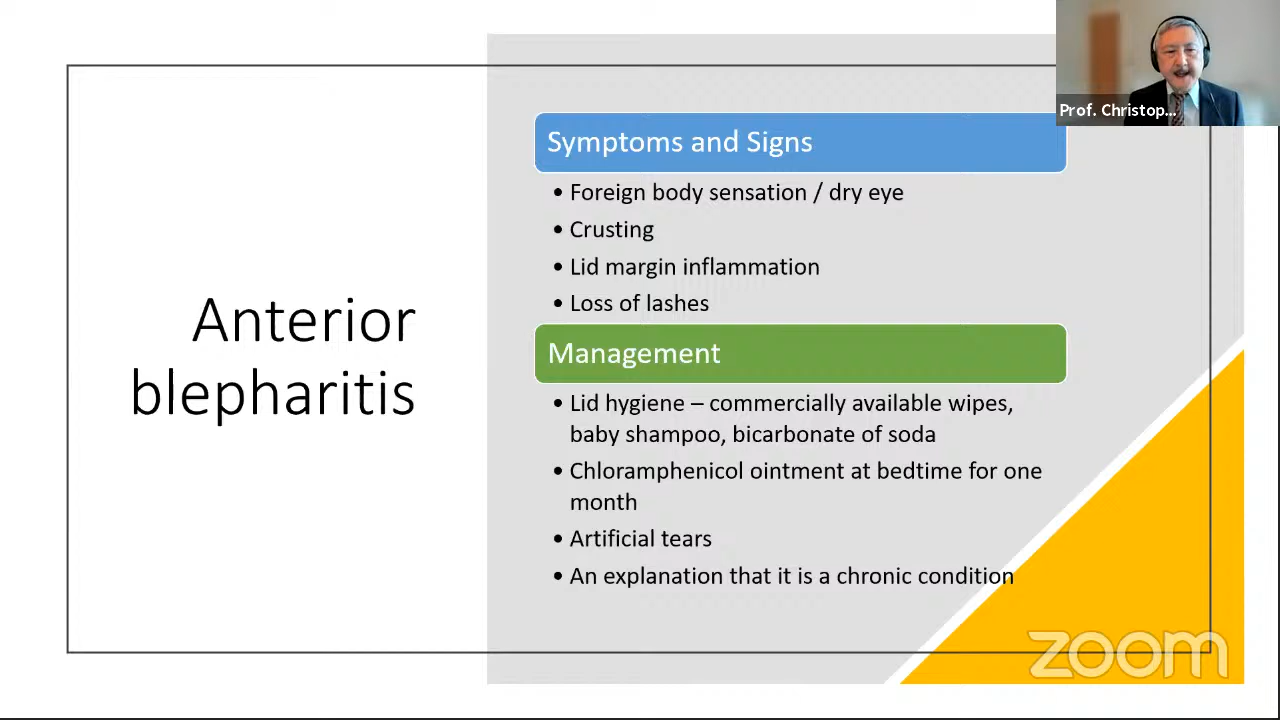 Prof. Christop...
Symptoms and Signs
• Foreign body sensation / dry eye
• Crusting
• Lid margin inflammation
• Loss of lashes
Anterior
blepharitis
Management
• Lid hygiene – commercially available wipes,
baby shampoo, bicarbonate of soda
• Chloramphenicol ointment at bedtime for one
month
• Artificial tears
• An explanation that it is a chronic condition
zoom